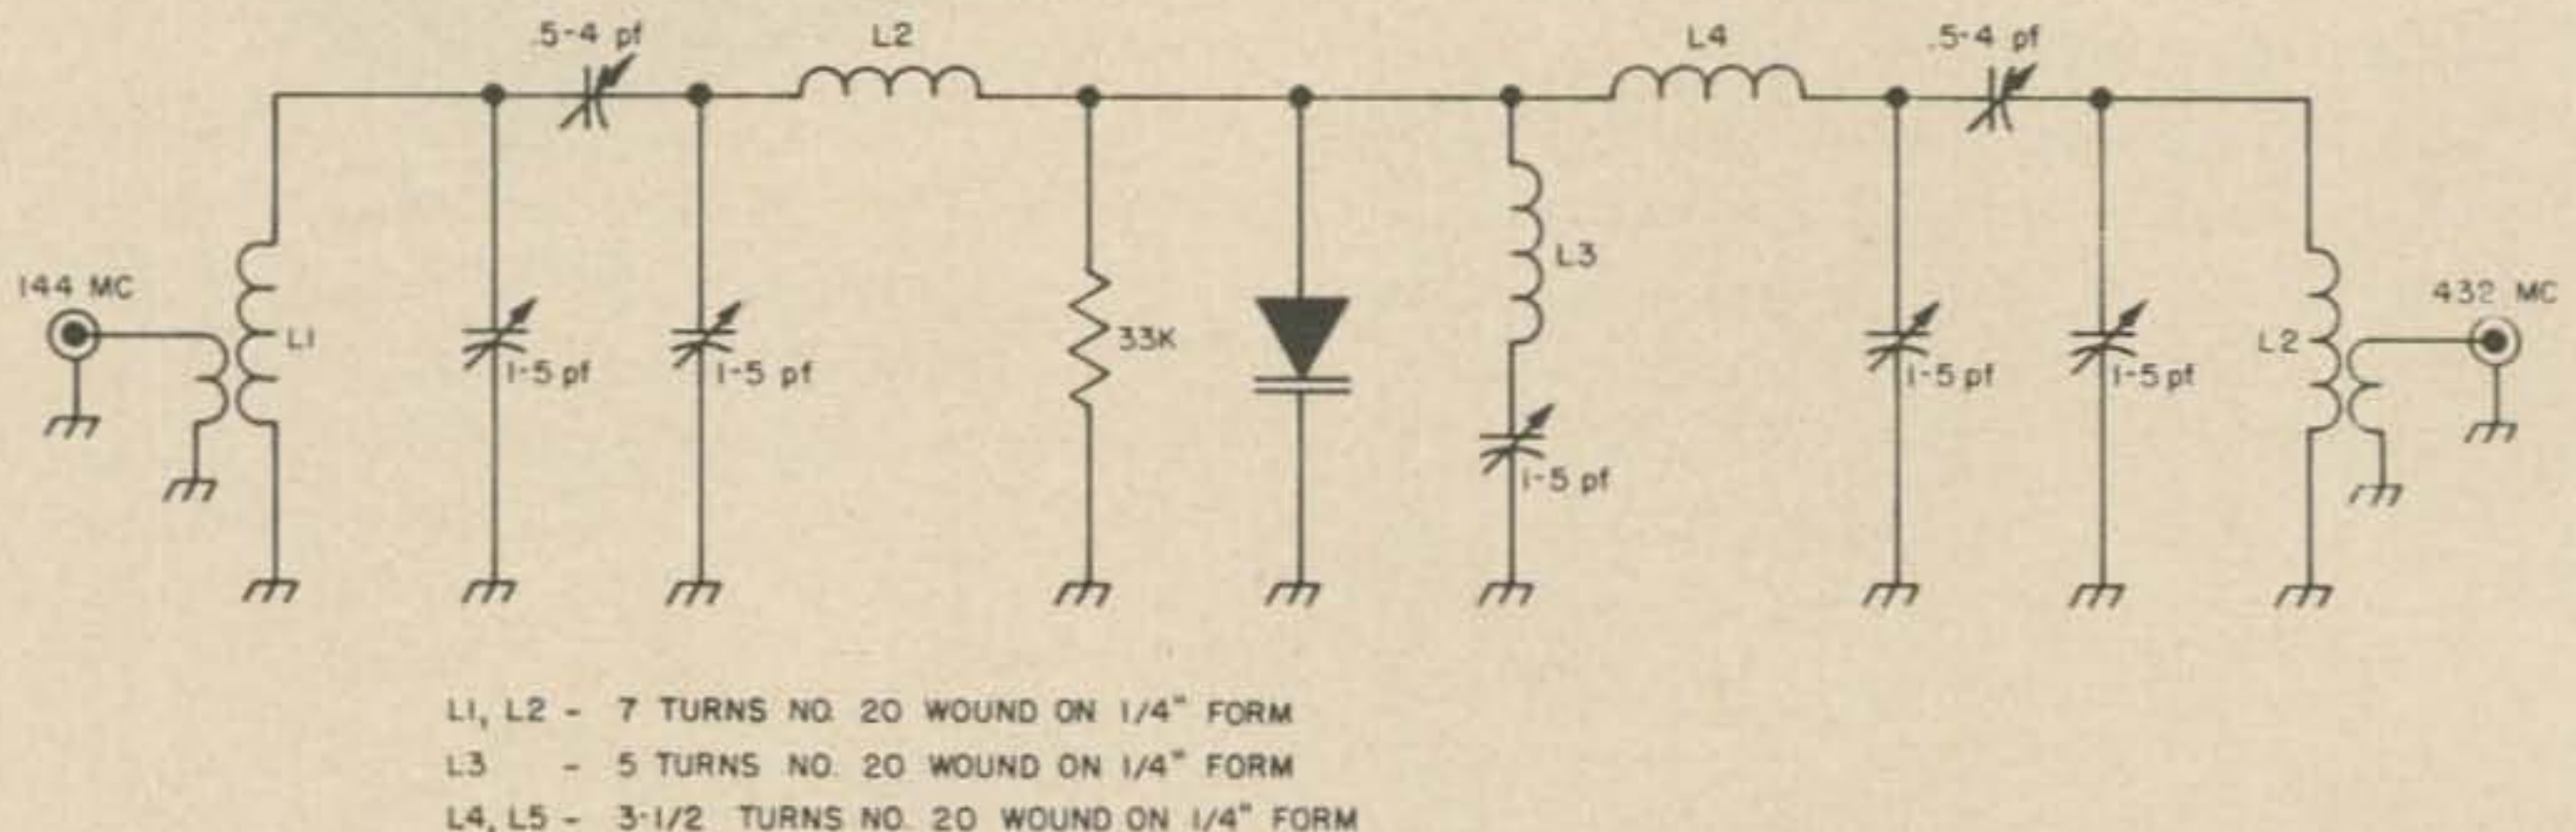 .5-4 pf
L2
L4
.5-4 pf
144 MC
L1
1-5 pf
1-5 pf
33K
L3
1-5 pf
1-5 pf
1-5 pf
L2
432 MC
L1, L2 - 7 TURNS NO. 20 WOUND ON 1/4" FORM
L3 - 5 TURNS NO. 20 WOUND ON 1/4" FORM
L4, L5 - 3-1/2 TURNS NO. 20 WOUND ON 1/4" FORM